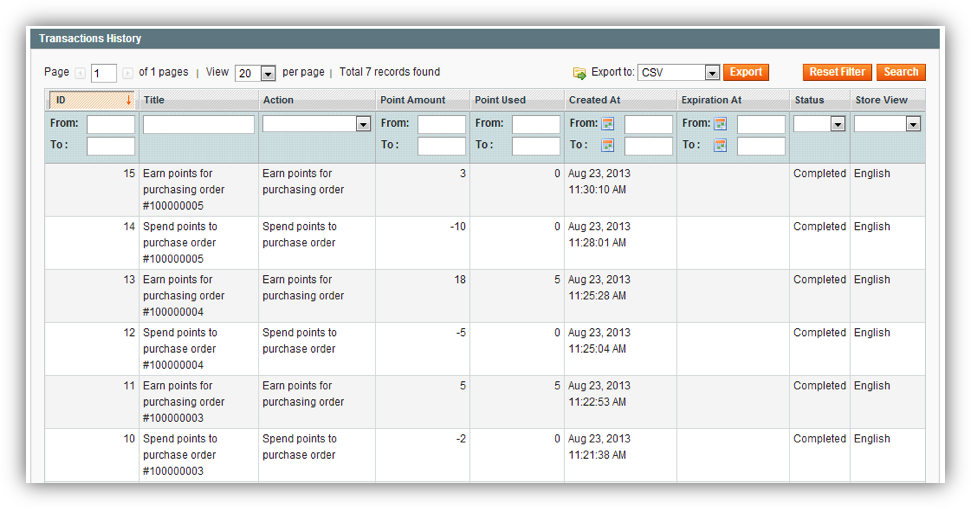 Transactions History
Page 1 of 1 pages | View 20 per page | Total 7 records found Export to: CSV Export Reset Filter Search
ID Title Action Point Amount Point Used Created At Expiration At Status Store View
From: From: From: From: From:
To : To : To : To : To :
15 Earn points for Earn points for 3 0 Aug 23, 2013 Completed English
purchasing order purchasing order 11:30:10 AM
#100000005
14 Spend points to Spend points to -10 0 Aug 23, 2013 Completed English
purchase order purchase order 11:28:01 AM
#100000005
13 Earn points for Earn points for 18 5 Aug 23, 2013 Completed English
purchasing order purchasing order 11:25:28 AM
#100000004
12 Spend points to Spend points to -5 0 Aug 23, 2013 Completed English
purchase order purchase order 11:25:04 AM
#100000004
11 Earn points for Earn points for 5 5 Aug 23, 2013 Completed English
purchasing order purchasing order 11:22:53 AM
#100000003
10 Spend points to Spend points to -2 0 Aug 23, 2013 Completed English
purchase order purchase order 11:21:38 AM
#100000003